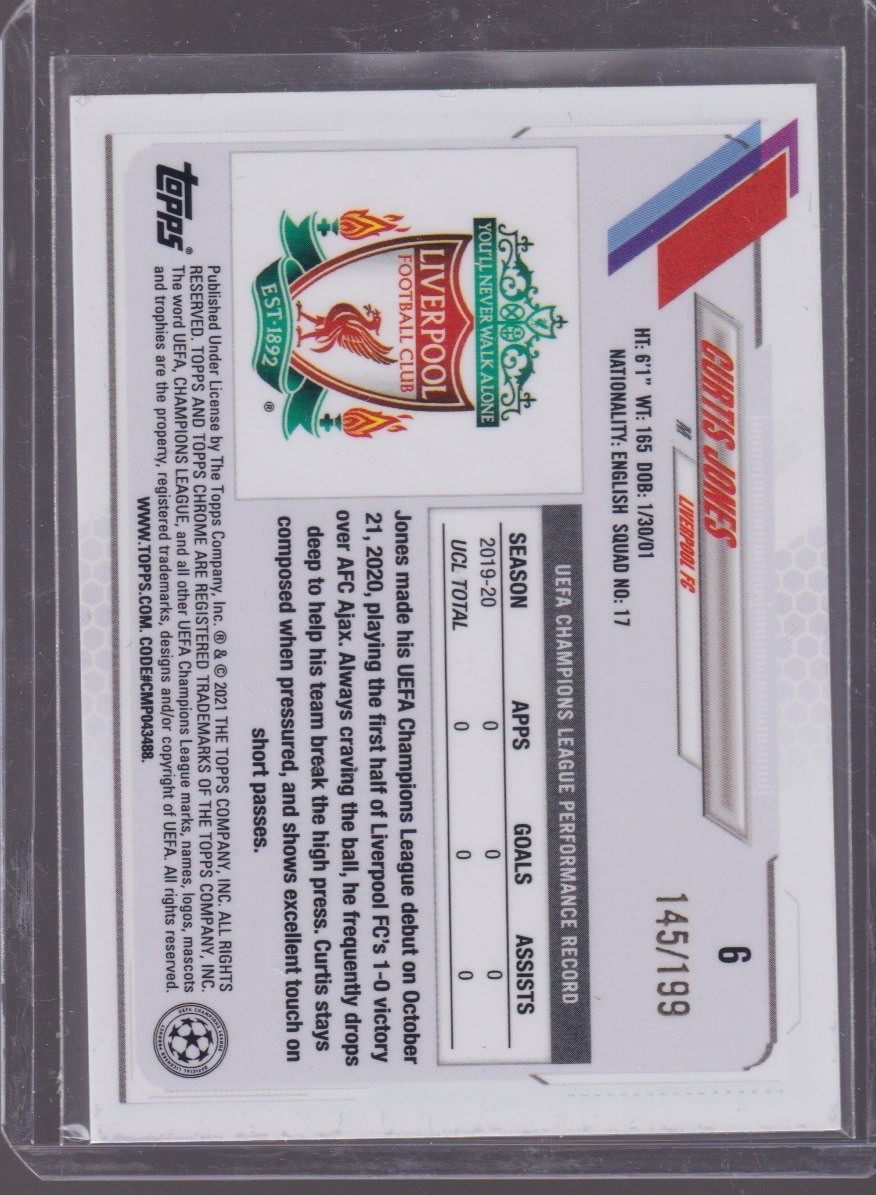 CURTIS JONES
M LIVERPOOL FC
6
145/199
HT: 6'1" WT: 165 DOB: 1/30/01
NATIONALITY: ENGLISH SQUAD NO: 17
YOU'LL NEVER WALK ALONE
LIVERPOOL
FOOTBALL CLUB
EST·1892
®
UEFA CHAMPIONS LEAGUE PERFORMANCE RECORD
SEASON APPS GOALS ASSISTS
2019-20 0 0 0
UCL TOTAL 0 0 0
Jones made his UEFA Champions League debut on October
21, 2020, playing the first half of Liverpool FC's 1-0 victory
over AFC Ajax. Always craving the ball, he frequently drops
deep to help his team break the high press. Curtis stays
composed when pressured, and shows excellent touch on
short passes.
topps®
Published Under License by The Topps Company, Inc. ® & © 2021 THE TOPPS COMPANY, INC. ALL RIGHTS
RESERVED. TOPPS AND TOPPS CHROME ARE REGISTERED TRADEMARKS OF THE TOPPS COMPANY, INC.
The word UEFA, CHAMPIONS LEAGUE, and all other UEFA Champions League marks, names, logos, mascots
and trophies are the property, registered trademarks, designs and/or copyright of UEFA. All rights reserved.
WWW.TOPPS.COM. CODE#CMP043488.